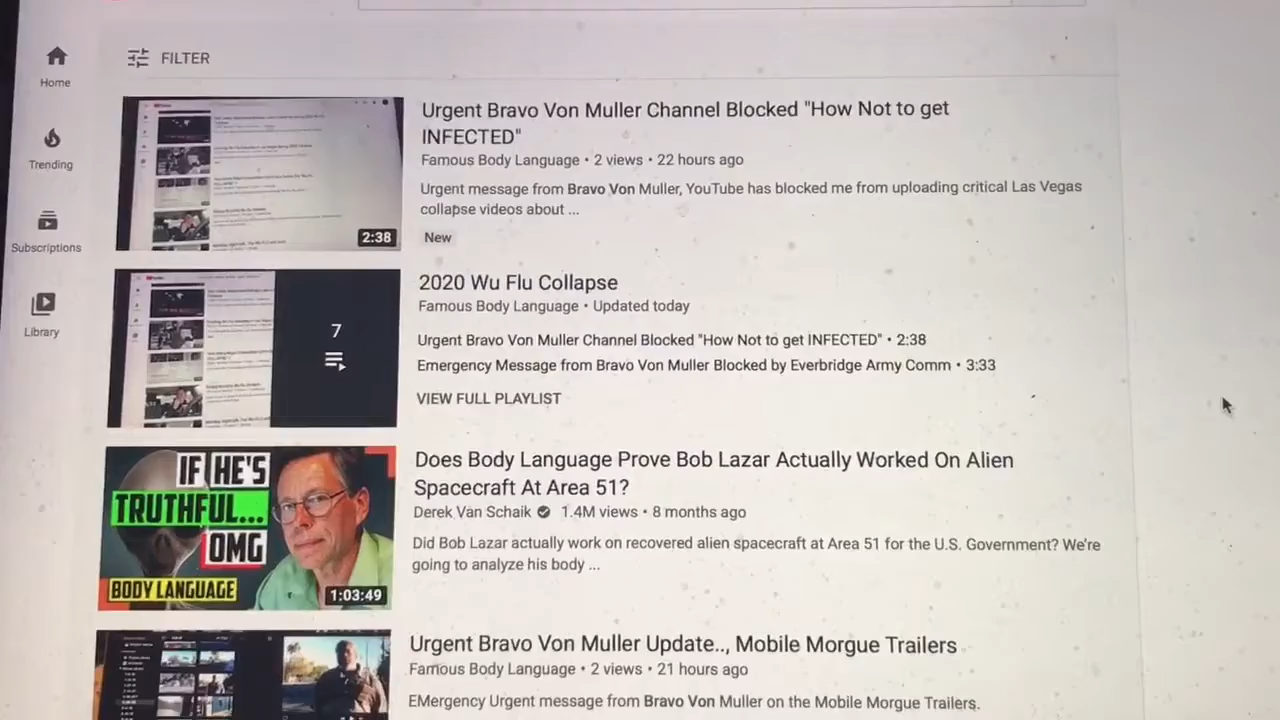 FILTER
Home
Trending
Subscriptions
Library
Urgent Bravo Von Muller Channel Blocked "How Not to get
INFECTED"
Famous Body Language • 2 views • 22 hours ago
Urgent message from Bravo Von Muller, YouTube has blocked me from uploading critical Las Vegas
collapse videos about ...
New
2:38
2020 Wu Flu Collapse
Famous Body Language • Updated today
7
Urgent Bravo Von Muller Channel Blocked "How Not to get INFECTED" • 2:38
Emergency Message from Bravo Von Muller Blocked by Everbridge Army Comm • 3:33
VIEW FULL PLAYLIST
IF HE'S
TRUTHFUL...
OMG
BODY LANGUAGE
1:03:49
Does Body Language Prove Bob Lazar Actually Worked On Alien
Spacecraft At Area 51?
Derek Van Schaik 1.4M views • 8 months ago
Did Bob Lazar actually work on recovered alien spacecraft at Area 51 for the U.S. Government? We're
going to analyze his body ...
Urgent Bravo Von Muller Update.., Mobile Morgue Trailers
Famous Body Language • 2 views • 21 hours ago
EMergency Urgent message from Bravo Von Muller on the Mobile Morgue Trailers.